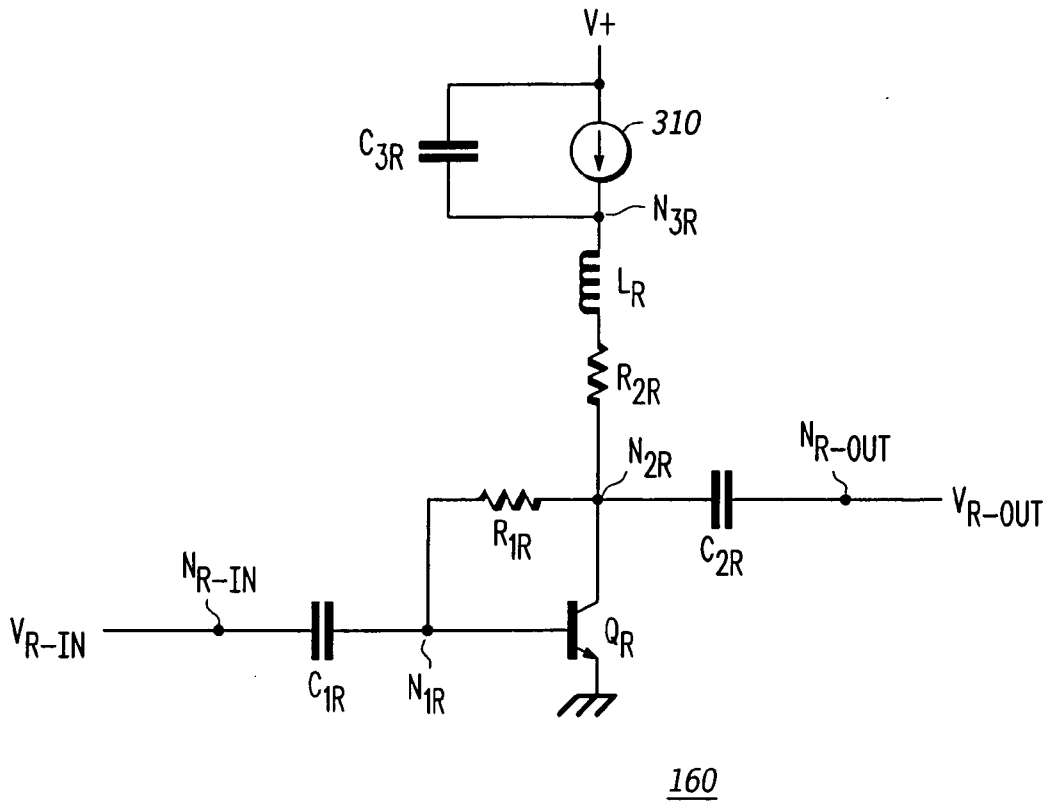 V+
310
C3R
N3R
LR
R2R
NR-OUT
N2R
VR-OUT
R1R
C2R
NR-IN
VR-IN
QR
C1R
N1R
160